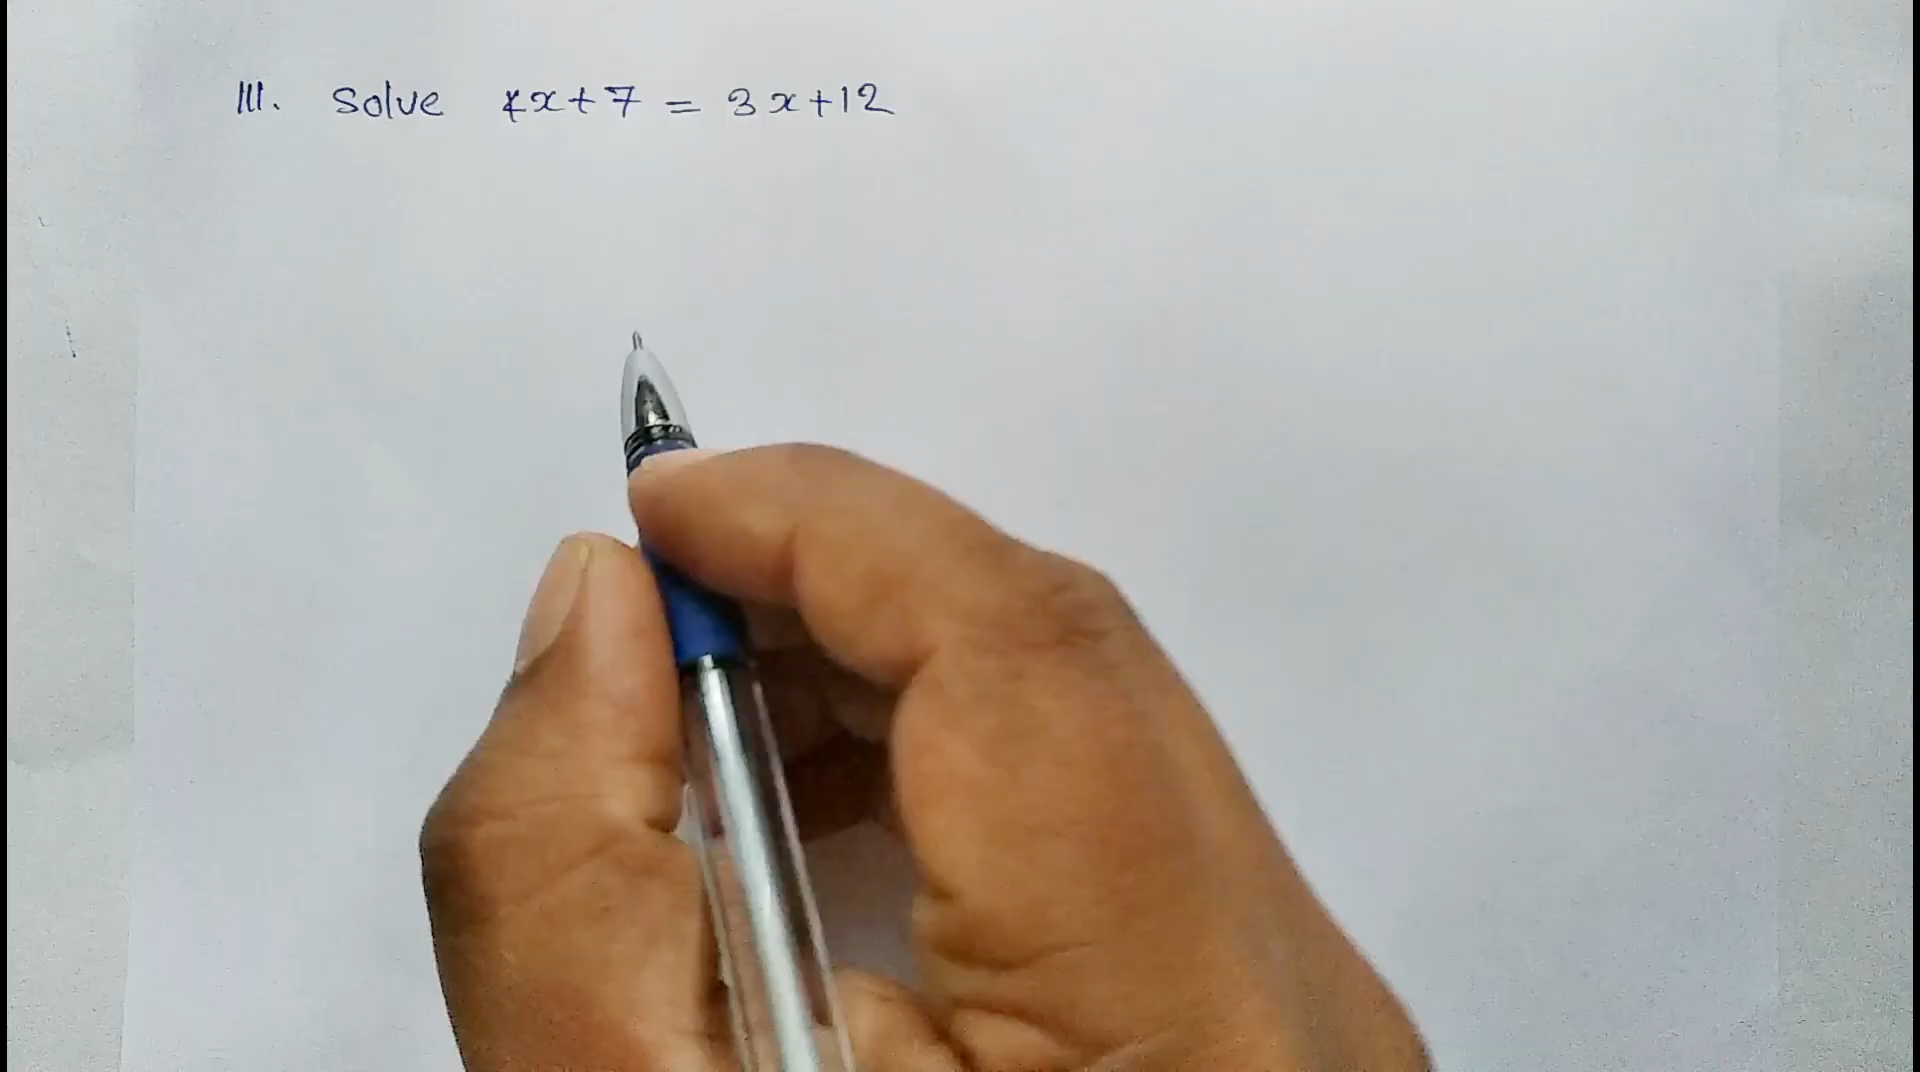 III. Solve 4x+7 = 3x+12